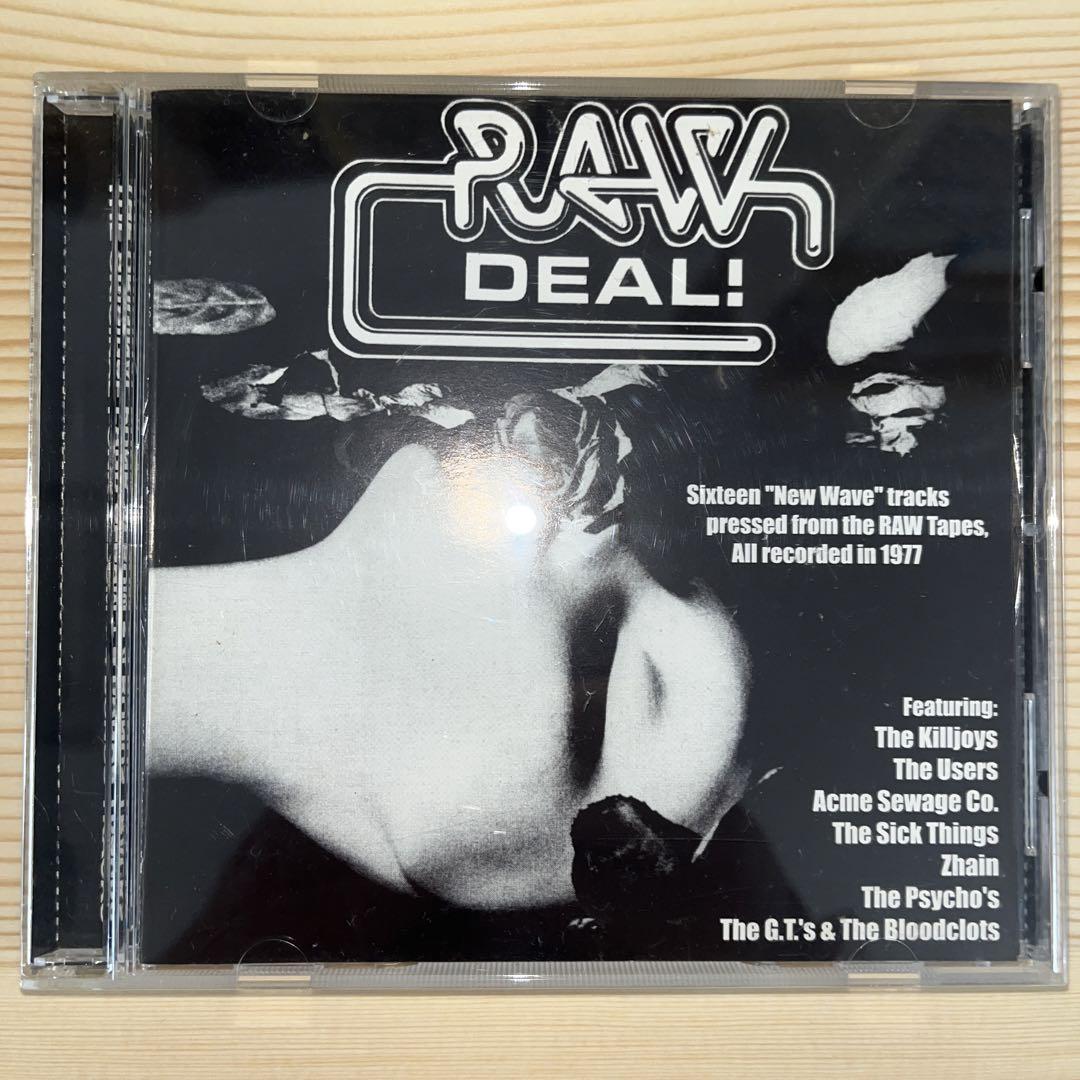 RAW
DEAL!
Sixteen "New Wave" tracks
pressed from the RAW Tapes,
All recorded in 1977
Featuring:
The Killjoys
The Users
Acme Sewage Co.
The Sick Things
Zhain
The Psycho's
The G.T.'s & The Bloodclots